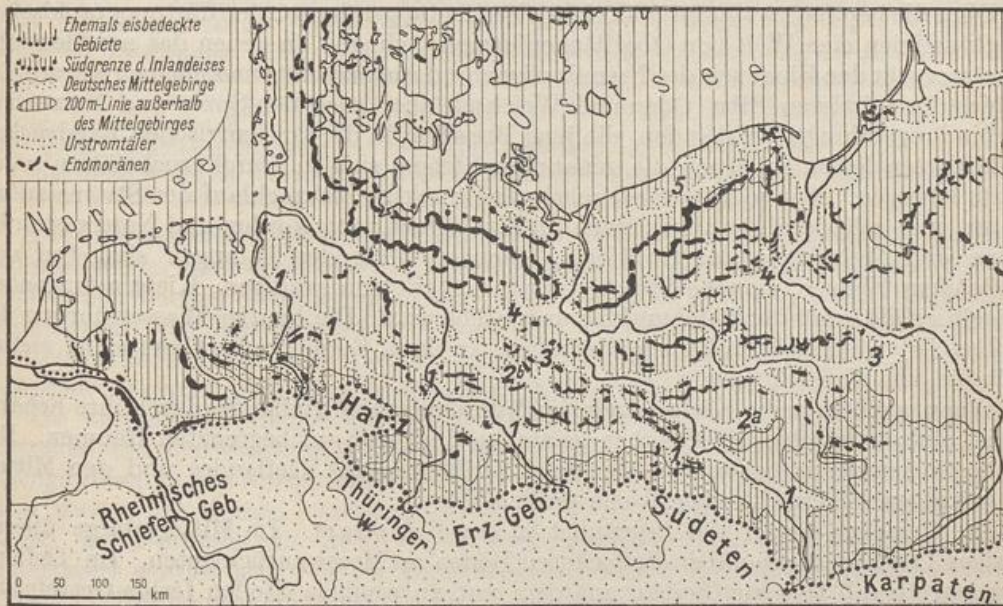 Ehemals eisbedeckte
Gebiete
Südgrenze d. Inlandeises
Deutsches Mittelgebirge
200m-Linie außerhalb
des Mittelgebirges
Urstromtäler
Endmoränen
Nordsee
Ostsee
5
5
1
4
4
1
3
3
3
2a
1
1
2a
1
1
Harz
Rheinisches
Schiefer-Geb.
Thüringer
W.
Erz-Geb.
Sudeten
Karpaten
0 50 100 150
km